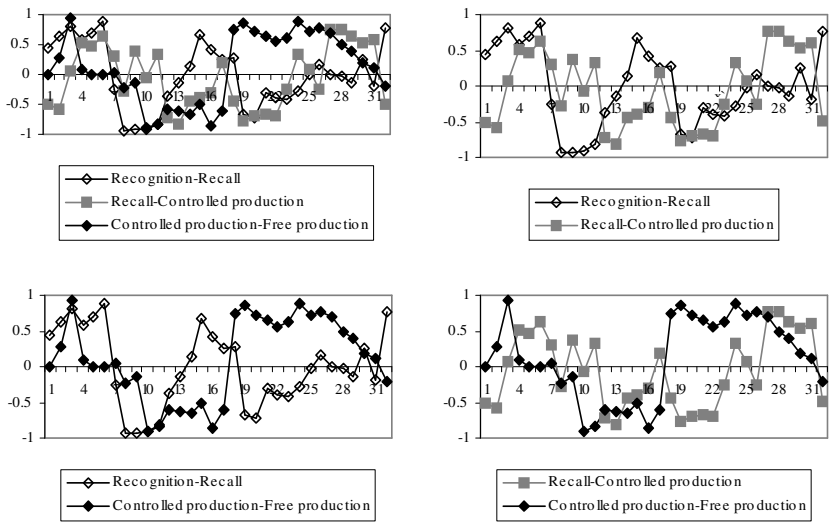 1
0.5
0
-0.5
-1
1 4 7 10 13 16 19 22 25 28 31
Recognition-Recall
Recall-Controlled production
Controlled production-Free production
1
0.5
0
-0.5
-1
1 4 7 10 13 16 19 22 25 28 31
Recognition-Recall
Recall-Controlled production
1
0.5
0
-0.5
-1
1 4 7 10 13 16 19 22 25 28 31
Recognition-Recall
Controlled production-Free production
1
0.5
0
-0.5
-1
1 4 7 10 13 16 19 22 25 28 31
Recall-Controlled production
Controlled production-Free production